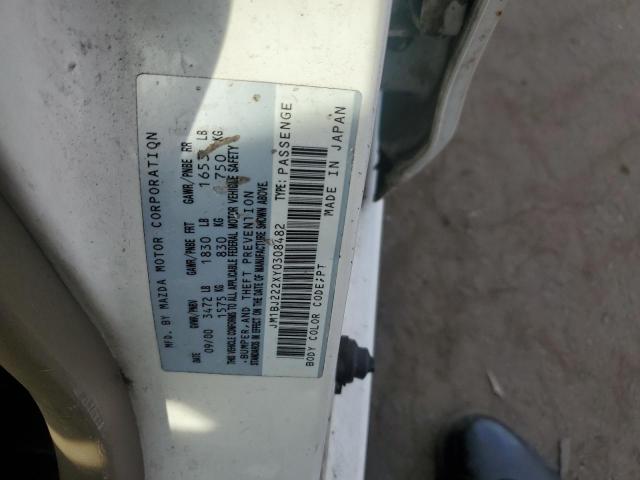 MFD. BY MAZDA MOTOR CORPORATION
DATE GVWR/PNBV GAWR/PNBE FRT GAWR/PNBE RR
09/00 3472 LB 1830 LB 1653 LB
1575 KG 830 KG 750 KG
THIS VEHICLE CONFORMS TO ALL APPLICABLE FEDERAL MOTOR VEHICLE SAFETY
, BUMPER, AND THEFT PREVENTION
STANDARDS IN EFFECT ON THE DATE OF MANUFACTURE SHOWN ABOVE.
JM1BJ222XY0308482 TYPE: PASSENGE
BODY COLOR CODE: PT MADE IN JAPAN